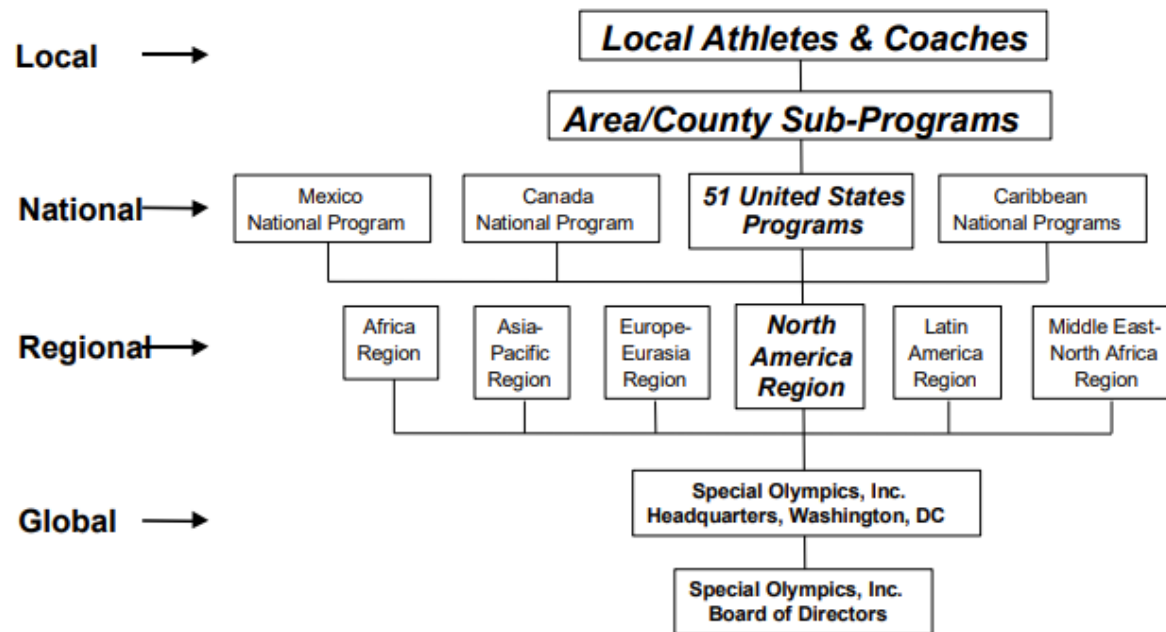 Local
Local Athletes & Coaches
Area/County Sub-Programs
National
Mexico
National Program
Canada
National Program
51 United States
Programs
Caribbean
National Programs
Regional
Africa
Region
Asia-
Pacific
Region
Europe-
Eurasia
Region
North
America
Region
Latin
America
Region
Middle East-
North Africa
Region
Global
Special Olympics, Inc.
Headquarters, Washington, DC
Special Olympics, Inc.
Board of Directors